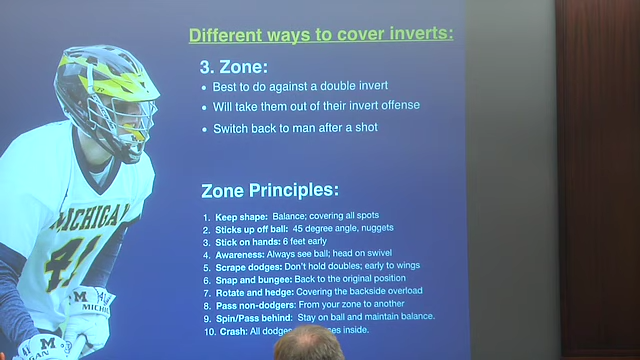 Different ways to cover inverts:
3. Zone:
• Best to do against a double invert
• Will take them out of their invert offense
• Switch back to man after a shot
Zone Principles:
1. Keep shape: Balance; covering all spots
2. Sticks up off ball: 45 degree angle, nuggets
3. Stick on hands: 6 feet early
4. Awareness: Always see ball; head on swivel
5. Scrape dodges: Don't hold doubles; early to wings
6. Snap and bungee: Back to the original position
7. Rotate and hedge: Covering the backside overload
8. Pass non-dodgers: From your zone to another
9. Spin/Pass behind: Stay on ball and maintain balance.
10. Crash: All dodges inside.
MICHIGAN
41
M
MICHI
M